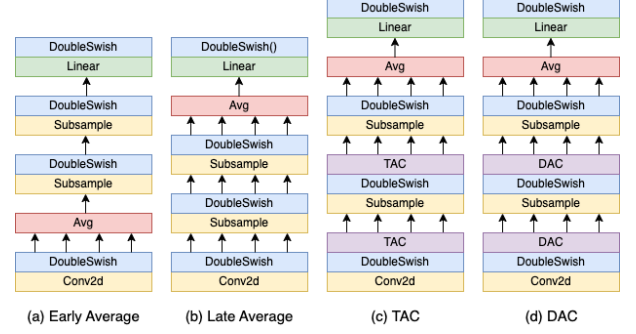 DoubleSwish
Linear
DoubleSwish
Subsample
DoubleSwish
Subsample
Avg
DoubleSwish
Conv2d
(a) Early Average
DoubleSwish()
Linear
Avg
DoubleSwish
Subsample
DoubleSwish
Subsample
DoubleSwish
Conv2d
(b) Late Average
DoubleSwish
Linear
Avg
DoubleSwish
Subsample
TAC
DoubleSwish
Subsample
TAC
DoubleSwish
Conv2d
(c) TAC
DoubleSwish
Linear
Avg
DoubleSwish
Subsample
DAC
DoubleSwish
Subsample
DAC
DoubleSwish
Conv2d
(d) DAC